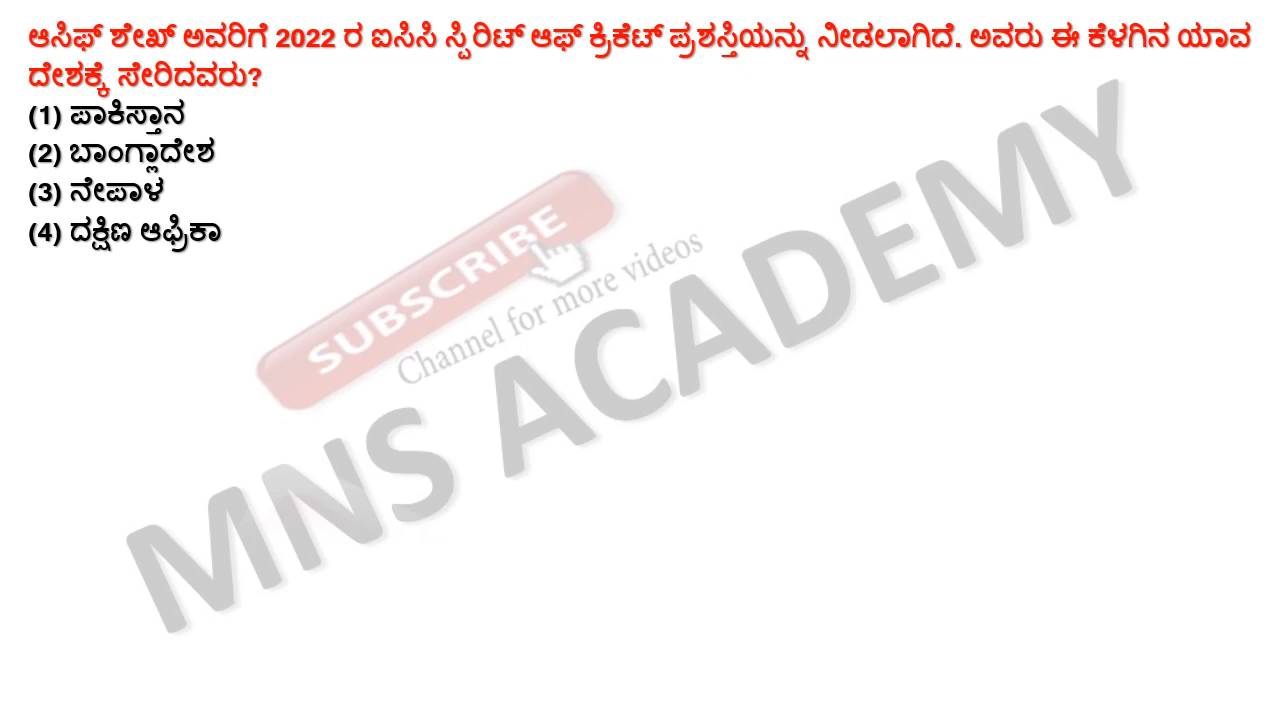 ಆಸಿಫ್ ಶೇಖ್ ಅವರಿಗೆ 2022 ರ ಐಸಿಸಿ ಸ್ಪಿರಿಟ್ ಆಫ್ ಕ್ರಿಕೆಟ್ ಪ್ರಶಸ್ತಿಯನ್ನು ನೀಡಲಾಗಿದೆ. ಅವರು ಈ ಕೆಳಗಿನ ಯಾವ
ದೇಶಕ್ಕೆ ಸೇರಿದವರು?
(1) ಪಾಕಿಸ್ತಾನ
(2) ಬಾಂಗ್ಲಾದೇಶ
(3) ನೇಪಾಳ
(4) ದಕ್ಷಿಣ ಆಫ್ರಿಕಾ
SUBSCRIBE
Channel for more videos
MNS ACADEMY